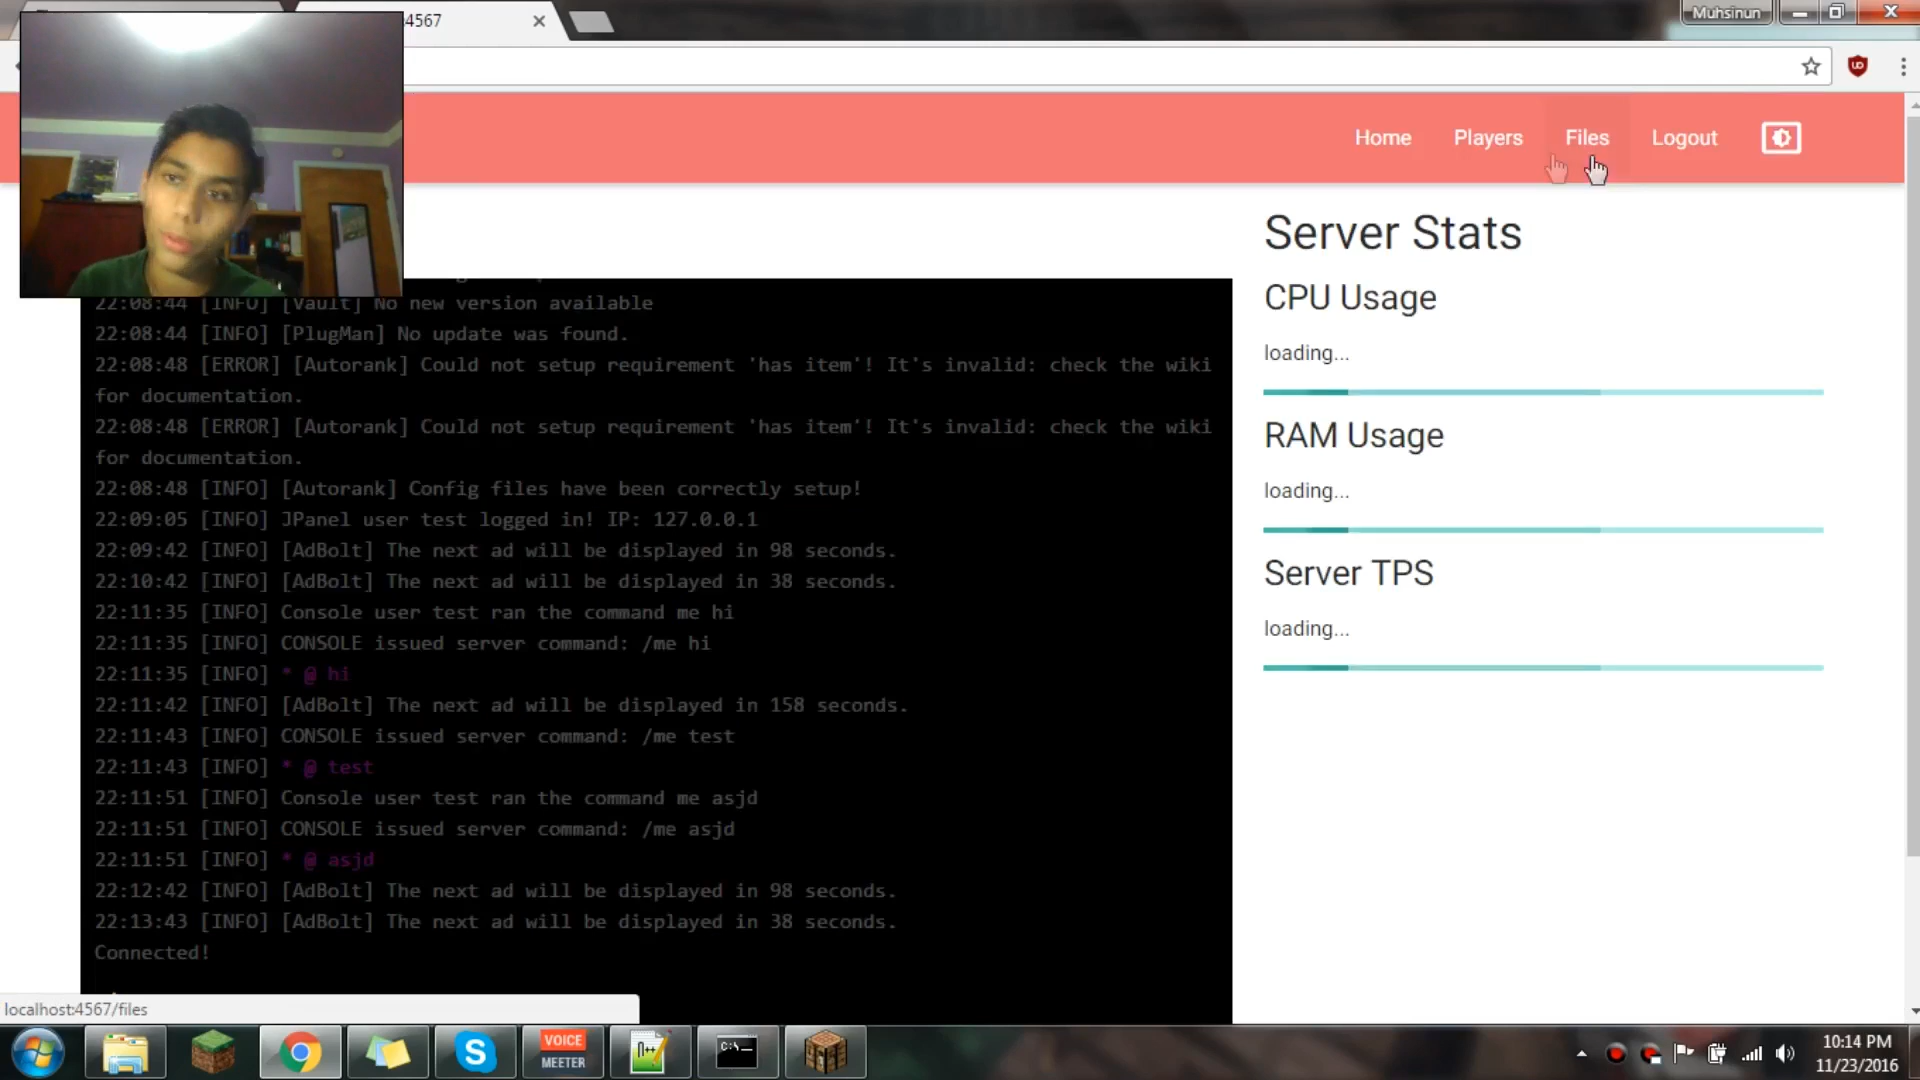 :4567
Muhsinun
Home Players Files Logout
Server Stats
CPU Usage
loading...
RAM Usage
loading...
Server TPS
loading...
22:08:44 [INFO] [Vault] No new version available
22:08:44 [INFO] [PlugMan] No update was found.
22:08:48 [ERROR] [Autorank] Could not setup requirement 'has item'! It's invalid: check the wiki
for documentation.
22:08:48 [ERROR] [Autorank] Could not setup requirement 'has item'! It's invalid: check the wiki
for documentation.
22:08:48 [INFO] [Autorank] Config files have been correctly setup!
22:09:05 [INFO] JPanel user test logged in! IP: 127.0.0.1
22:09:42 [INFO] [AdBolt] The next ad will be displayed in 98 seconds.
22:10:42 [INFO] [AdBolt] The next ad will be displayed in 38 seconds.
22:11:35 [INFO] Console user test ran the command me hi
22:11:35 [INFO] CONSOLE issued server command: /me hi
22:11:35 [INFO] * @ hi
22:11:42 [INFO] [AdBolt] The next ad will be displayed in 158 seconds.
22:11:43 [INFO] CONSOLE issued server command: /me test
22:11:43 [INFO] * @ test
22:11:51 [INFO] Console user test ran the command me asjd
22:11:51 [INFO] CONSOLE issued server command: /me asjd
22:11:51 [INFO] * @ asjd
22:12:42 [INFO] [AdBolt] The next ad will be displayed in 98 seconds.
22:13:43 [INFO] [AdBolt] The next ad will be displayed in 38 seconds.
Connected!
localhost:4567/files
VOICE
MEETER
C:\
10:14 PM
11/23/2016